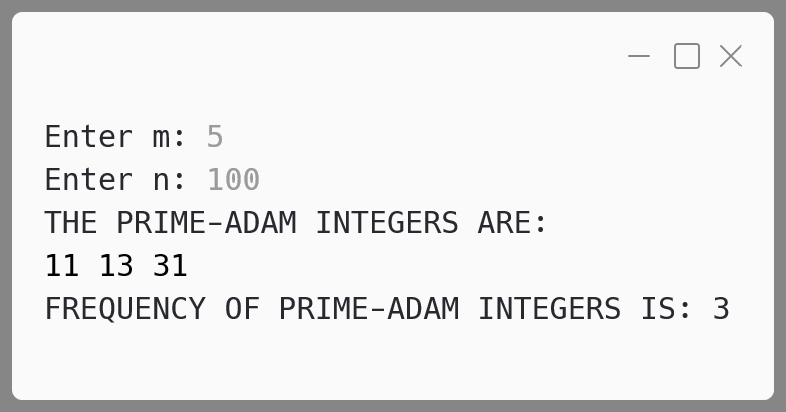 Enter m: 5
Enter n: 100
THE PRIME-ADAM INTEGERS ARE:
11 13 31
FREQUENCY OF PRIME-ADAM INTEGERS IS: 3